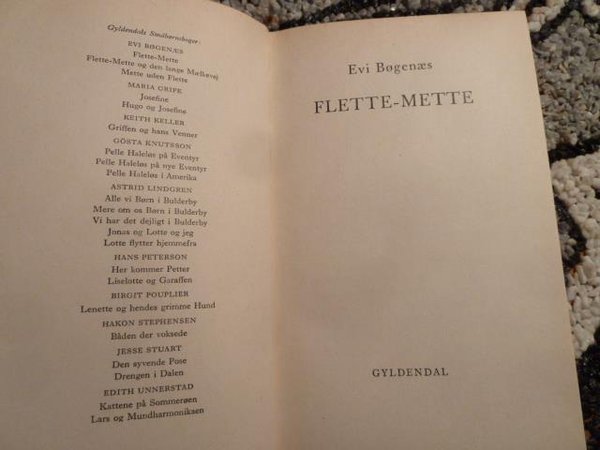 Gyldendals Småbørnsbøger:
EVI BØGENÆS
Flette-Mette
Flette-Mette og den lange Mælkevej
Mette uden Flette
MARIA GRIPE
Josefine
Hugo og Josefine
KEITH KELLER
Griffen og hans Venner
GÖSTA KNUTSSON
Pelle Haleløs på Eventyr
Pelle Haleløs på nye Eventyr
Pelle Haleløs i Amerika
ASTRID LINDGREN
Alle vi Børn i Bulderby
Mere om os Børn i Bulderby
Vi har det dejligt i Bulderby
Jonas og Lotte og jeg
Lotte flytter hjemmefra
HANS PETERSON
Her kommer Petter
Liselotte og Garaffen
BIRGIT POUPLIER
Lenette og hendes grimme Hund
HAKON STEPHENSEN
Båden der voksede
JESSE STUART
Den syvende Pose
Drengen i Dalen
EDITH UNNERSTAD
Kattene på Sommerøen
Lars og Mundharmoniksen
Evi Bøgenæs
FLETTE-METTE
GYLDENDAL